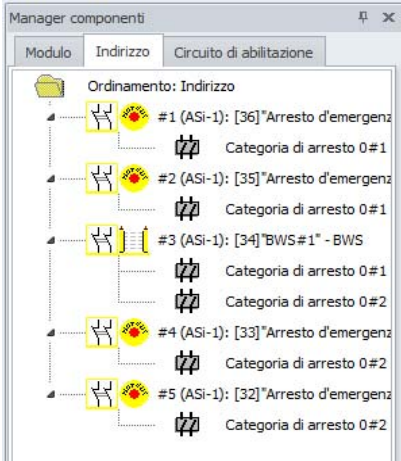 Manager componenti
Modulo Indirizzo Circuito di abilitazione
Ordinamento: Indirizzo
#1 (ASi-1): [36]"Arresto d'emergenz
Categoria di arresto 0#1
#2 (ASi-1): [35]"Arresto d'emergenz
Categoria di arresto 0#1
#3 (ASi-1): [34]"BWS#1" - BWS
Categoria di arresto 0#1
Categoria di arresto 0#2
#4 (ASi-1): [33]"Arresto d'emergenz
Categoria di arresto 0#2
#5 (ASi-1): [32]"Arresto d'emergenz
Categoria di arresto 0#2